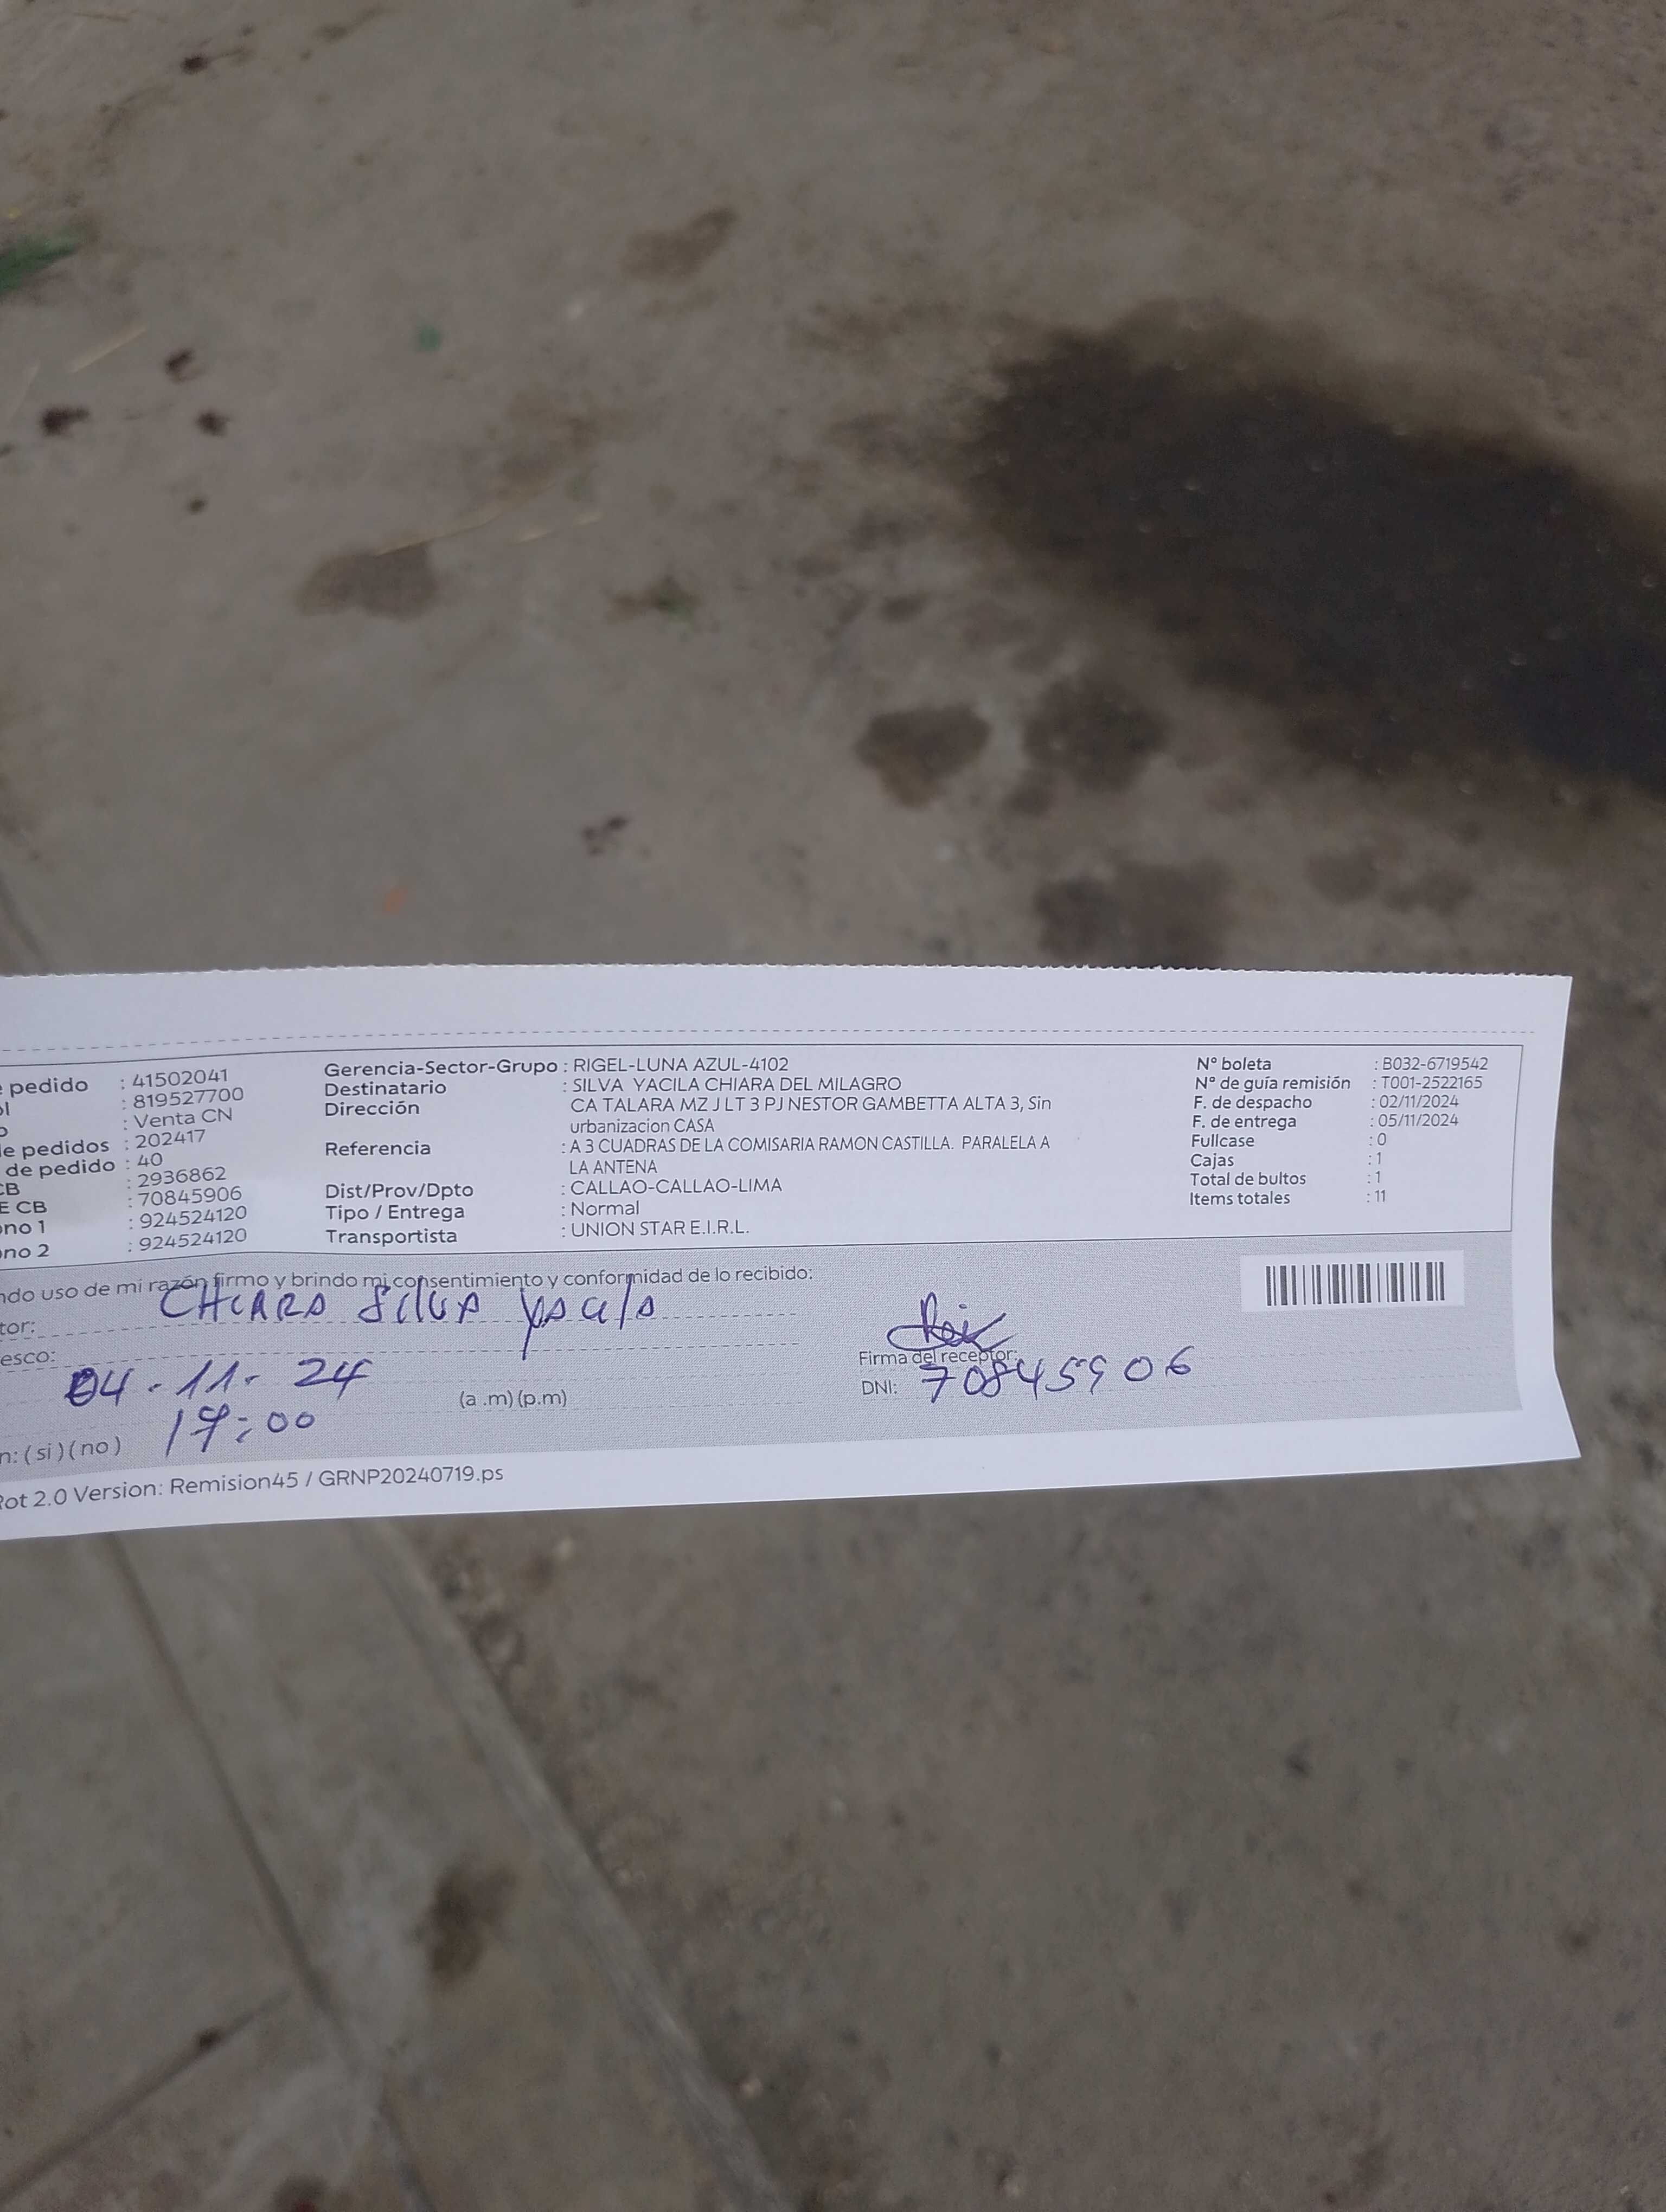 pedido : 41502041
: 819527700
: Venta CN
de pedidos : 202417
de pedido : 40
CB : 2936862
E CB : 70845906
ono 1 : 924524120
ono 2 : 924524120
Gerencia-Sector-Grupo : RIGEL-LUNA AZUL-4102
Destinatario : SILVA YACILA CHIARA DEL MILAGRO
Dirección CA TALARA MZ J LT 3 PJ NESTOR GAMBETTA ALTA 3, Sin
urbanizacion CASA
Referencia : A 3 CUADRAS DE LA COMISARIA RAMON CASTILLA. PARALELA A
LA ANTENA
Dist/Prov/Dpto : CALLAO-CALLAO-LIMA
Tipo / Entrega : Normal
Transportista : UNION STAR E.I.R.L.
N° boleta : B032-6719542
N° de guía remisión : T001-2522165
F. de despacho : 02/11/2024
F. de entrega : 05/11/2024
Fullcase : 0
Cajas : 1
Total de bultos : 1
Items totales : 11
ndo uso de mi razón firmo y brindo mi consentimiento y conformidad de lo recibido:
tor: CHIARA SILVA Yacila
esco:
04-11-24 (a .m) (p.m)
n: ( si ) ( no ) 17:00
Firma del receptor:
DNI: 70845906
Rot 2.0 Version: Remision45 / GRNP20240719.ps